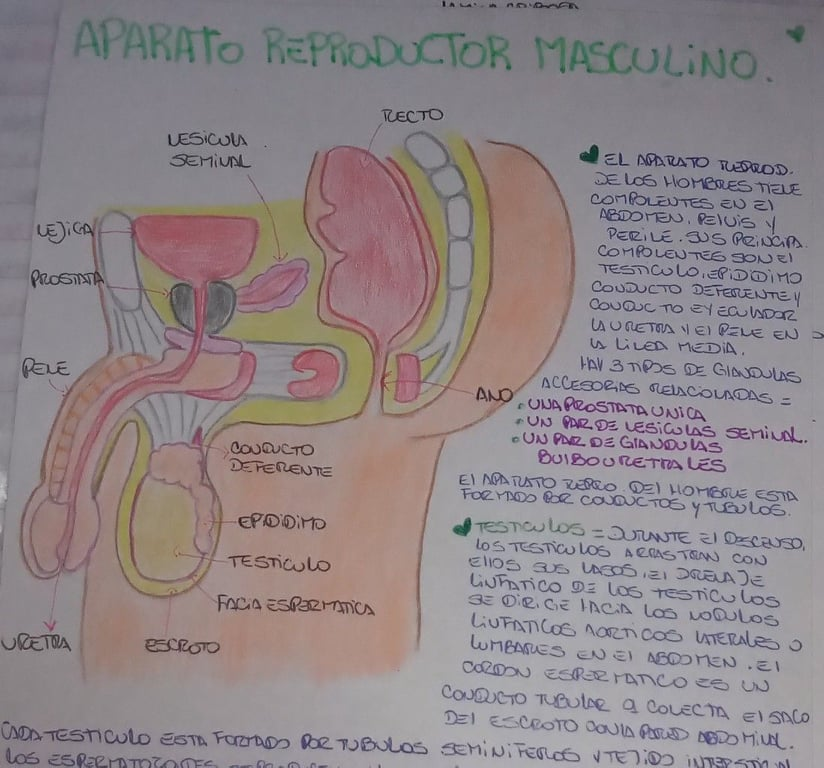 APARATO REPRODUCTOR MASCULINO.
RECTO
VESICULA
SEMINAL
VEJIGA
PROSTATA
PENE
ANO
CONDUCTO
DEFERENTE
EPIDIDIMO
TESTICULO
FACIA ESPERMATICA
URETRA
ESCROTO
EL APARATO REPROD.
DE LOS HOMBRES TIENE
COMPONENTES EN EL
ABDOMEN, PELVIS Y
PERINE. SUS PRINCIPA.
COMPONENTES SON El
TESTICULO, EPIDIDIMO
CONDUCTO DEFERENTE Y
CONDUCTO EYECULADOR
LA URETRA Y El PENE EN
LA LINEA MEDIA.
HAY 3 TIPOS DE GLANDULAS
ACCESORIAS RELACIONADAS =
• UNA PROSTATA UNICA
• UN PAR DE VESICULAS SEMINAL.
• UN PAR DE GLANDULAS
BULBOURETRALES
El APARATO REPRO. DEL HOMBRE ESTA
FORMADO POR CONDUCTOS Y TUBULOS.
TESTICULOS = DURANTE El DESCENSO,
LOS TESTICULOS ARRASTRAN CON
ELLOS SUS VASOS. El DRENAJE
LINFATICO DE LOS TESTICULOS
SE DIRIGE HACIA LOS NODULOS
LINFATICOS AORTICOS LATERALES O
LUMBARES EN El ABDOMEN. El
CORDON ESPERMATICO ES UN
CONDUCTO TUBULAR Q COLECTA El SACO
DEL ESCROTO CON LA PARED ABDOMINAL.
CADA TESTICULO ESTA FORMADO POR TUBULOS SEMINIFEROS Y TEJIDO INTERSTICIAL
LOS